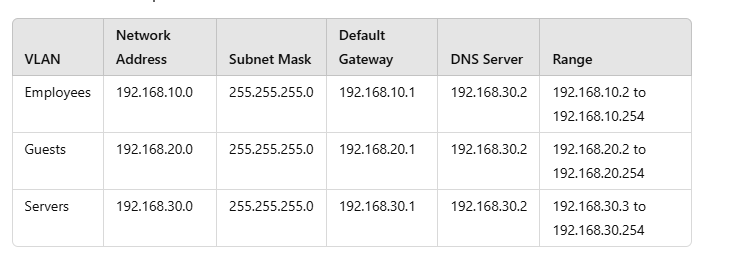 VLAN Network Address Subnet Mask Default Gateway DNS Server Range
Employees 192.168.10.0 255.255.255.0 192.168.10.1 192.168.30.2 192.168.10.2 to
192.168.10.254
Guests 192.168.20.0 255.255.255.0 192.168.20.1 192.168.30.2 192.168.20.2 to
192.168.20.254
Servers 192.168.30.0 255.255.255.0 192.168.30.1 192.168.30.2 192.168.30.3 to
192.168.30.254